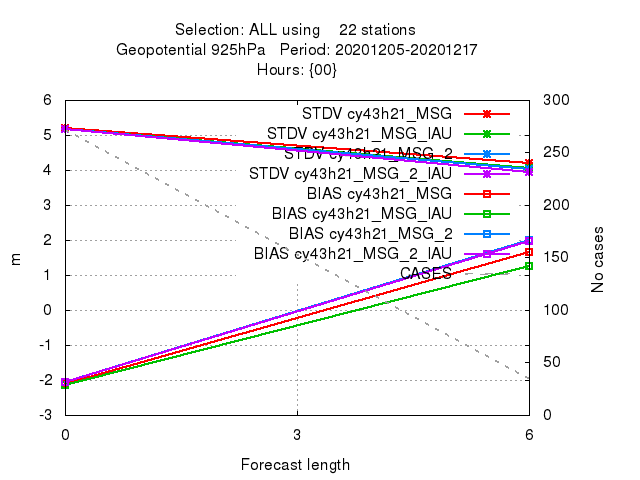 Selection: ALL using 22 stations
Geopotential 925hPa Period: 20201205-20201217
Hours: {00}
6 300
STDV cy43h21_MSG
5 STDV cy43h21_MSG_IAU
250
STDV cy43h21_MSG_2
4 STDV cy43h21_MSG_2_IAU
BIAS cy43h21_MSG
3 200
BIAS cy43h21_MSG_IAU
2 BIAS cy43h21_MSG_2
BIAS cy43h21_MSG_2_IAU
150
1 CASES
m
No cases
0 100
-1
50
-2
-3 0
0 3 6
Forecast length